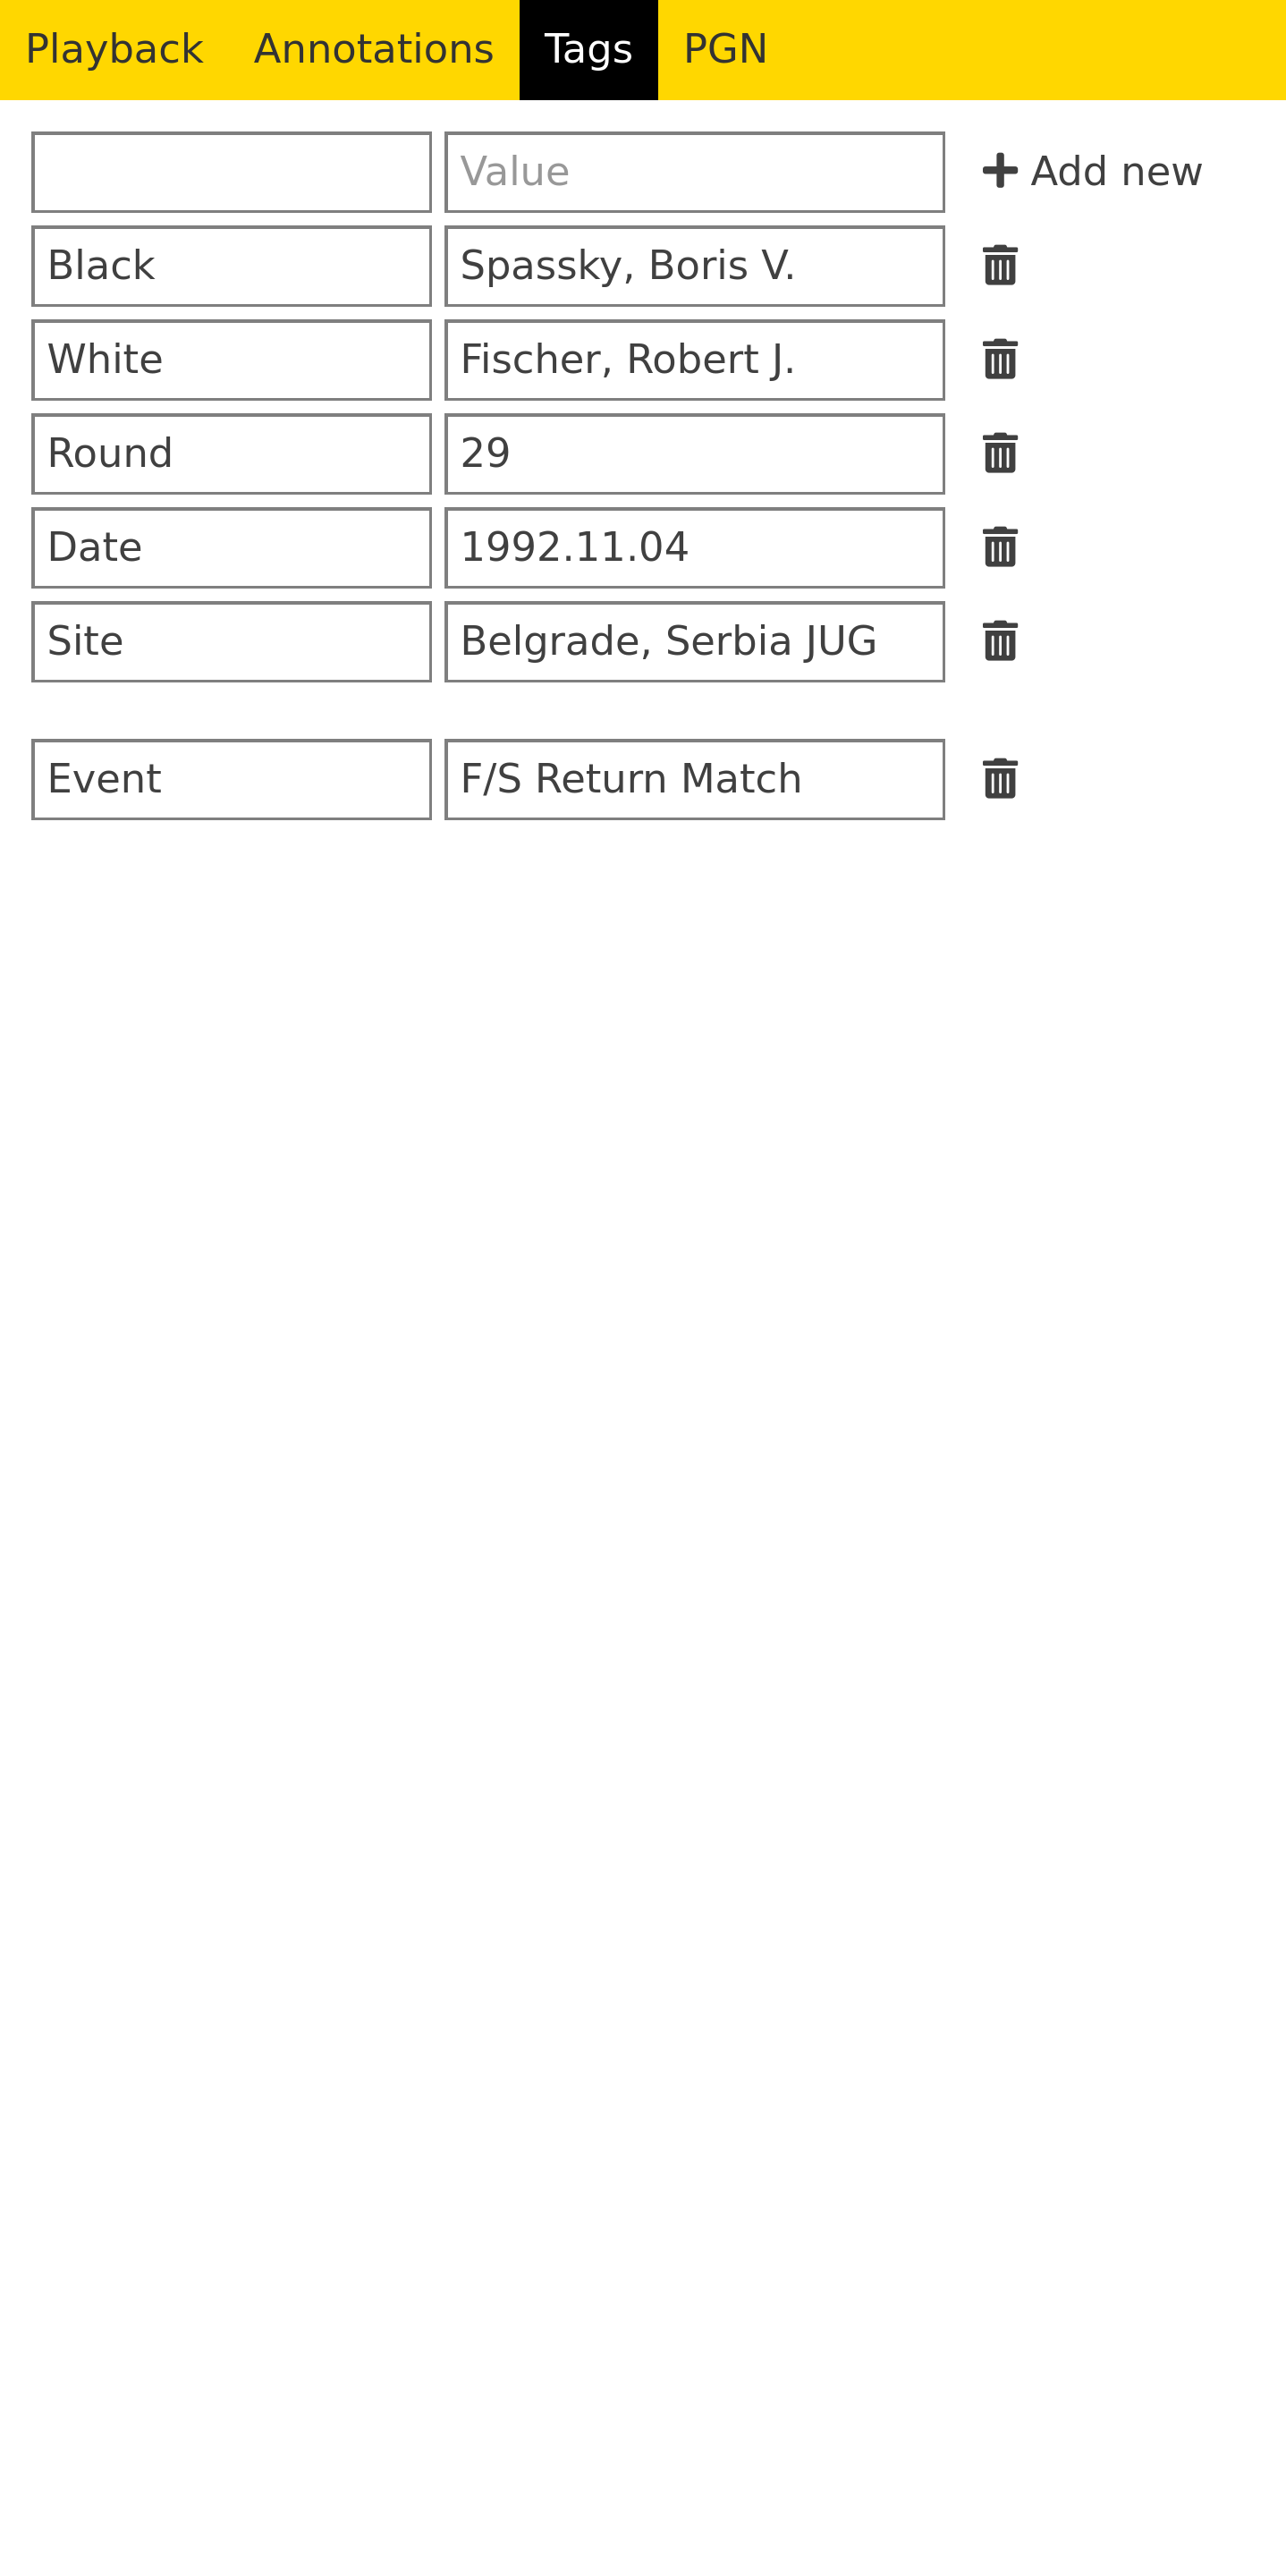 Playback Annotations Tags PGN
Value Add new
Black Spassky, Boris V.
White Fischer, Robert J.
Round 29
Date 1992.11.04
Site Belgrade, Serbia JUG
Event F/S Return Match